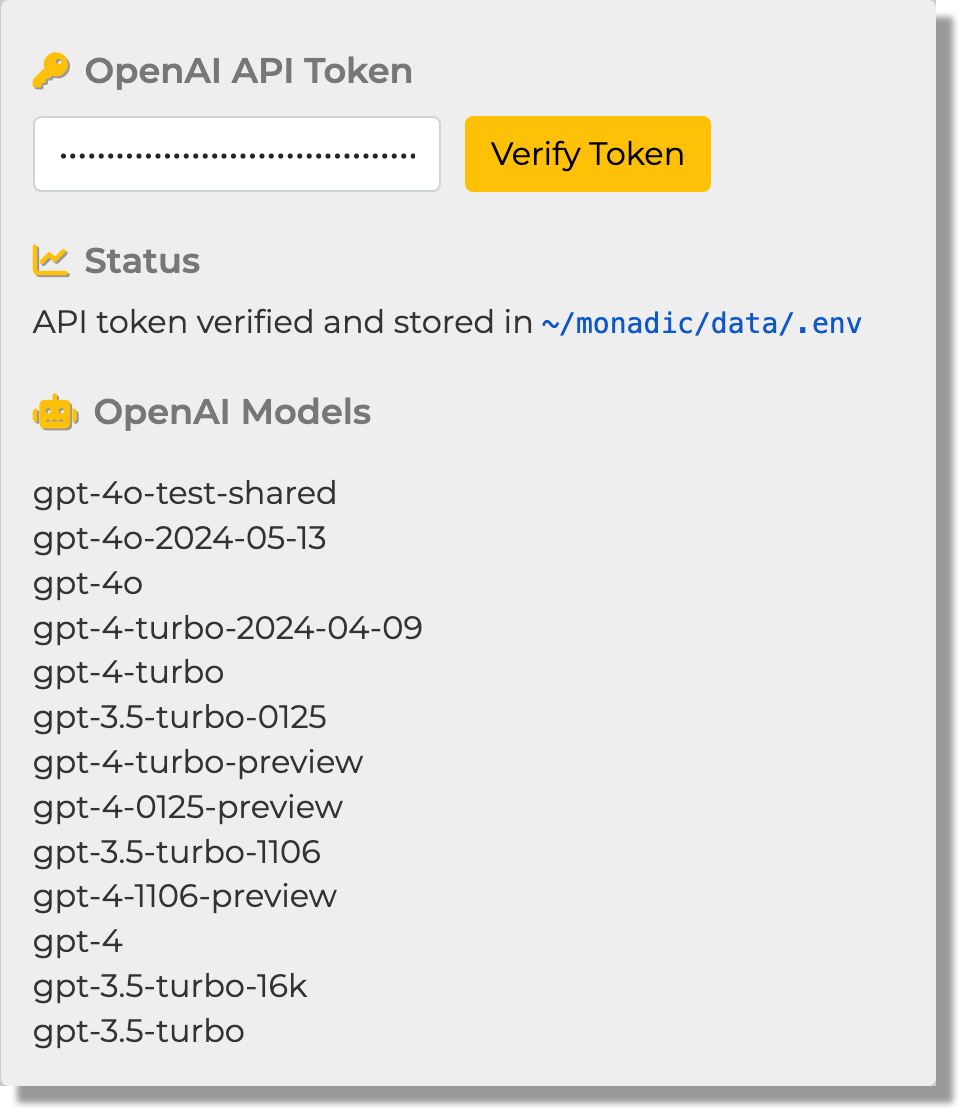 OpenAI API Token
Verify Token
Status
API token verified and stored in ~/monadic/data/.env
OpenAI Models
gpt-4o-test-shared
gpt-4o-2024-05-13
gpt-4o
gpt-4-turbo-2024-04-09
gpt-4-turbo
gpt-3.5-turbo-0125
gpt-4-turbo-preview
gpt-4-0125-preview
gpt-3.5-turbo-1106
gpt-4-1106-preview
gpt-4
gpt-3.5-turbo-16k
gpt-3.5-turbo